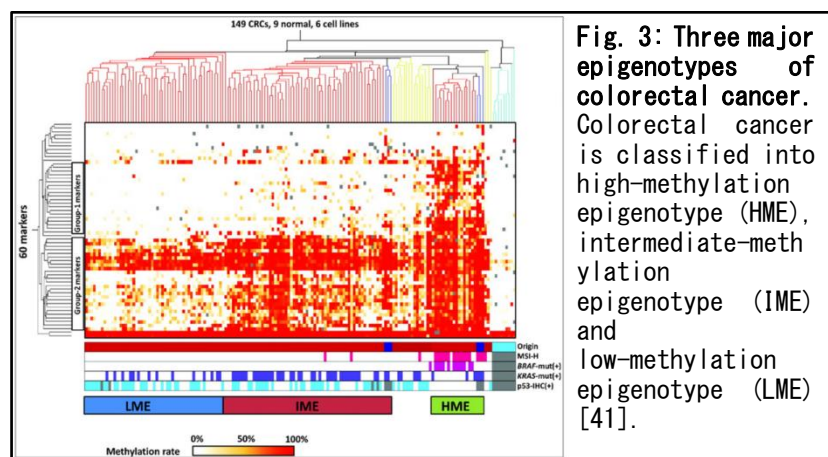 149 CRCs, 9 normal, 6 cell lines
60 markers
Group-1 markers
Group-2 markers
Origin
MSI-H
BRAF-mut(+)
KRAS-mut(+)
p53-IHC(+)
LME
IME
HME
Methylation rate
0%
50%
100%
Fig. 3: Three major
epigenotypes of
colorectal cancer.
Colorectal cancer
is classified into
high-methylation
epigenotype (HME),
intermediate-meth
ylation
epigenotype (IME)
and
low-methylation
epigenotype (LME)
[41].